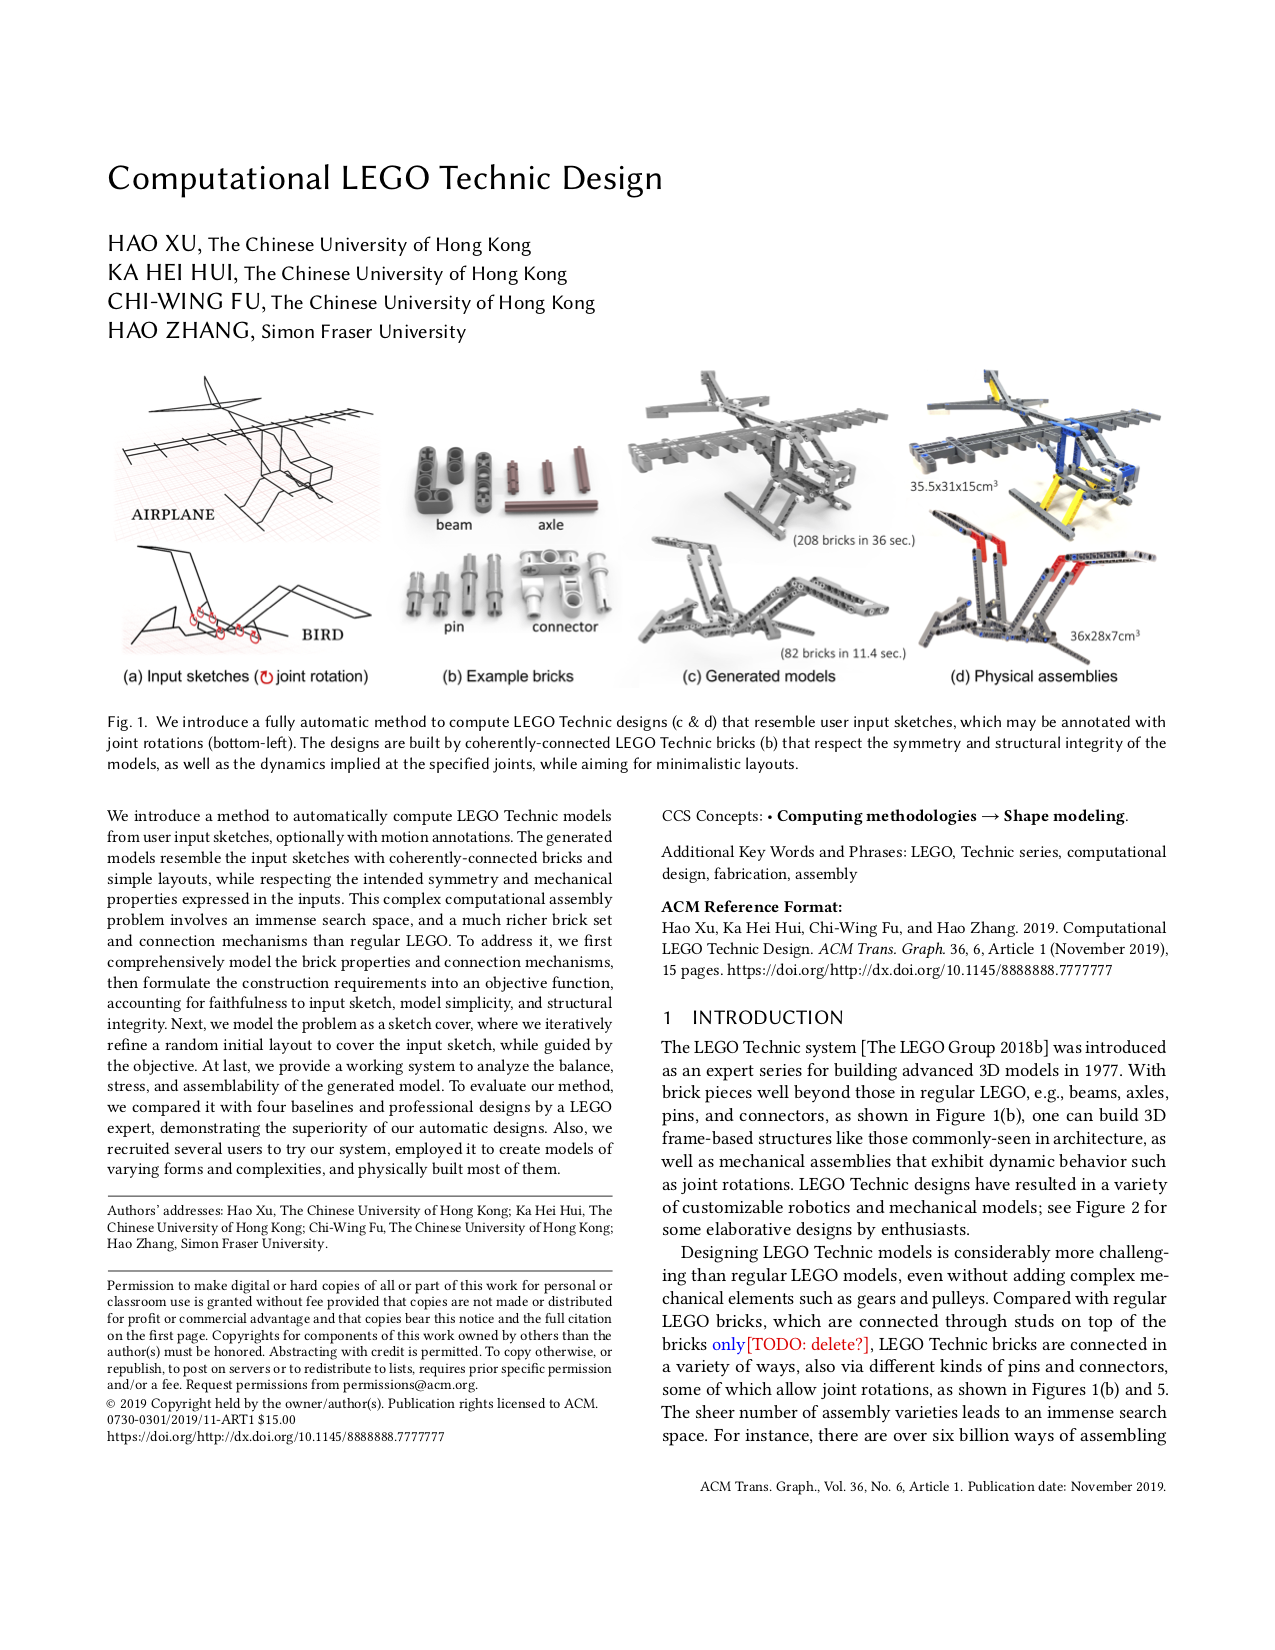 Computational LEGO Technic Design
HAO XU, The Chinese University of Hong Kong
KA HEI HUI, The Chinese University of Hong Kong
CHI-WING FU, The Chinese University of Hong Kong
HAO ZHANG, Simon Fraser University
AIRPLANE
BIRD
(a) Input sketches (↻ joint rotation)
beam
axle
pin
connector
(b) Example bricks
(208 bricks in 36 sec.)
(82 bricks in 11.4 sec.)
(c) Generated models
35.5x31x15cm³
36x28x7cm³
(d) Physical assemblies
Fig. 1. We introduce a fully automatic method to compute LEGO Technic designs (c & d) that resemble user input sketches, which may be annotated with
joint rotations (bottom-left). The designs are built by coherently-connected LEGO Technic bricks (b) that respect the symmetry and structural integrity of the
models, as well as the dynamics implied at the specified joints, while aiming for minimalistic layouts.
We introduce a method to automatically compute LEGO Technic models
from user input sketches, optionally with motion annotations. The generated
models resemble the input sketches with coherently-connected bricks and
simple layouts, while respecting the intended symmetry and mechanical
properties expressed in the inputs. This complex computational assembly
problem involves an immense search space, and a much richer brick set
and connection mechanisms than regular LEGO. To address it, we first
comprehensively model the brick properties and connection mechanisms,
then formulate the construction requirements into an objective function,
accounting for faithfulness to input sketch, model simplicity, and structural
integrity. Next, we model the problem as a sketch cover, where we iteratively
refine a random initial layout to cover the input sketch, while guided by
the objective. At last, we provide a working system to analyze the balance,
stress, and assemblability of the generated model. To evaluate our method,
we compared it with four baselines and professional designs by a LEGO
expert, demonstrating the superiority of our automatic designs. Also, we
recruited several users to try our system, employed it to create models of
varying forms and complexities, and physically built most of them.
Authors' addresses: Hao Xu, The Chinese University of Hong Kong; Ka Hei Hui, The
Chinese University of Hong Kong; Chi-Wing Fu, The Chinese University of Hong Kong;
Hao Zhang, Simon Fraser University.
Permission to make digital or hard copies of all or part of this work for personal or
classroom use is granted without fee provided that copies are not made or distributed
for profit or commercial advantage and that copies bear this notice and the full citation
on the first page. Copyrights for components of this work owned by others than the
author(s) must be honored. Abstracting with credit is permitted. To copy otherwise, or
republish, to post on servers or to redistribute to lists, requires prior specific permission
and/or a fee. Request permissions from permissions@acm.org.
© 2019 Copyright held by the owner/author(s). Publication rights licensed to ACM.
0730-0301/2019/11-ART1 $15.00
https://doi.org/http://dx.doi.org/10.1145/8888888.7777777
CCS Concepts: • Computing methodologies → Shape modeling.
Additional Key Words and Phrases: LEGO, Technic series, computational
design, fabrication, assembly
ACM Reference Format:
Hao Xu, Ka Hei Hui, Chi-Wing Fu, and Hao Zhang. 2019. Computational
LEGO Technic Design. ACM Trans. Graph. 36, 6, Article 1 (November 2019),
15 pages. https://doi.org/http://dx.doi.org/10.1145/8888888.7777777
1 INTRODUCTION
The LEGO Technic system [The LEGO Group 2018b] was introduced
as an expert series for building advanced 3D models in 1977. With
brick pieces well beyond those in regular LEGO, e.g., beams, axles,
pins, and connectors, as shown in Figure 1(b), one can build 3D
frame-based structures like those commonly-seen in architecture, as
well as mechanical assemblies that exhibit dynamic behavior such
as joint rotations. LEGO Technic designs have resulted in a variety
of customizable robotics and mechanical models; see Figure 2 for
some elaborative designs by enthusiasts.
Designing LEGO Technic models is considerably more challeng-
ing than regular LEGO models, even without adding complex me-
chanical elements such as gears and pulleys. Compared with regular
LEGO bricks, which are connected through studs on top of the
bricks only[TODO: delete?], LEGO Technic bricks are connected in
a variety of ways, also via different kinds of pins and connectors,
some of which allow joint rotations, as shown in Figures 1(b) and 5.
The sheer number of assembly varieties leads to an immense search
space. For instance, there are over six billion ways of assembling
ACM Trans. Graph., Vol. 36, No. 6, Article 1. Publication date: November 2019.